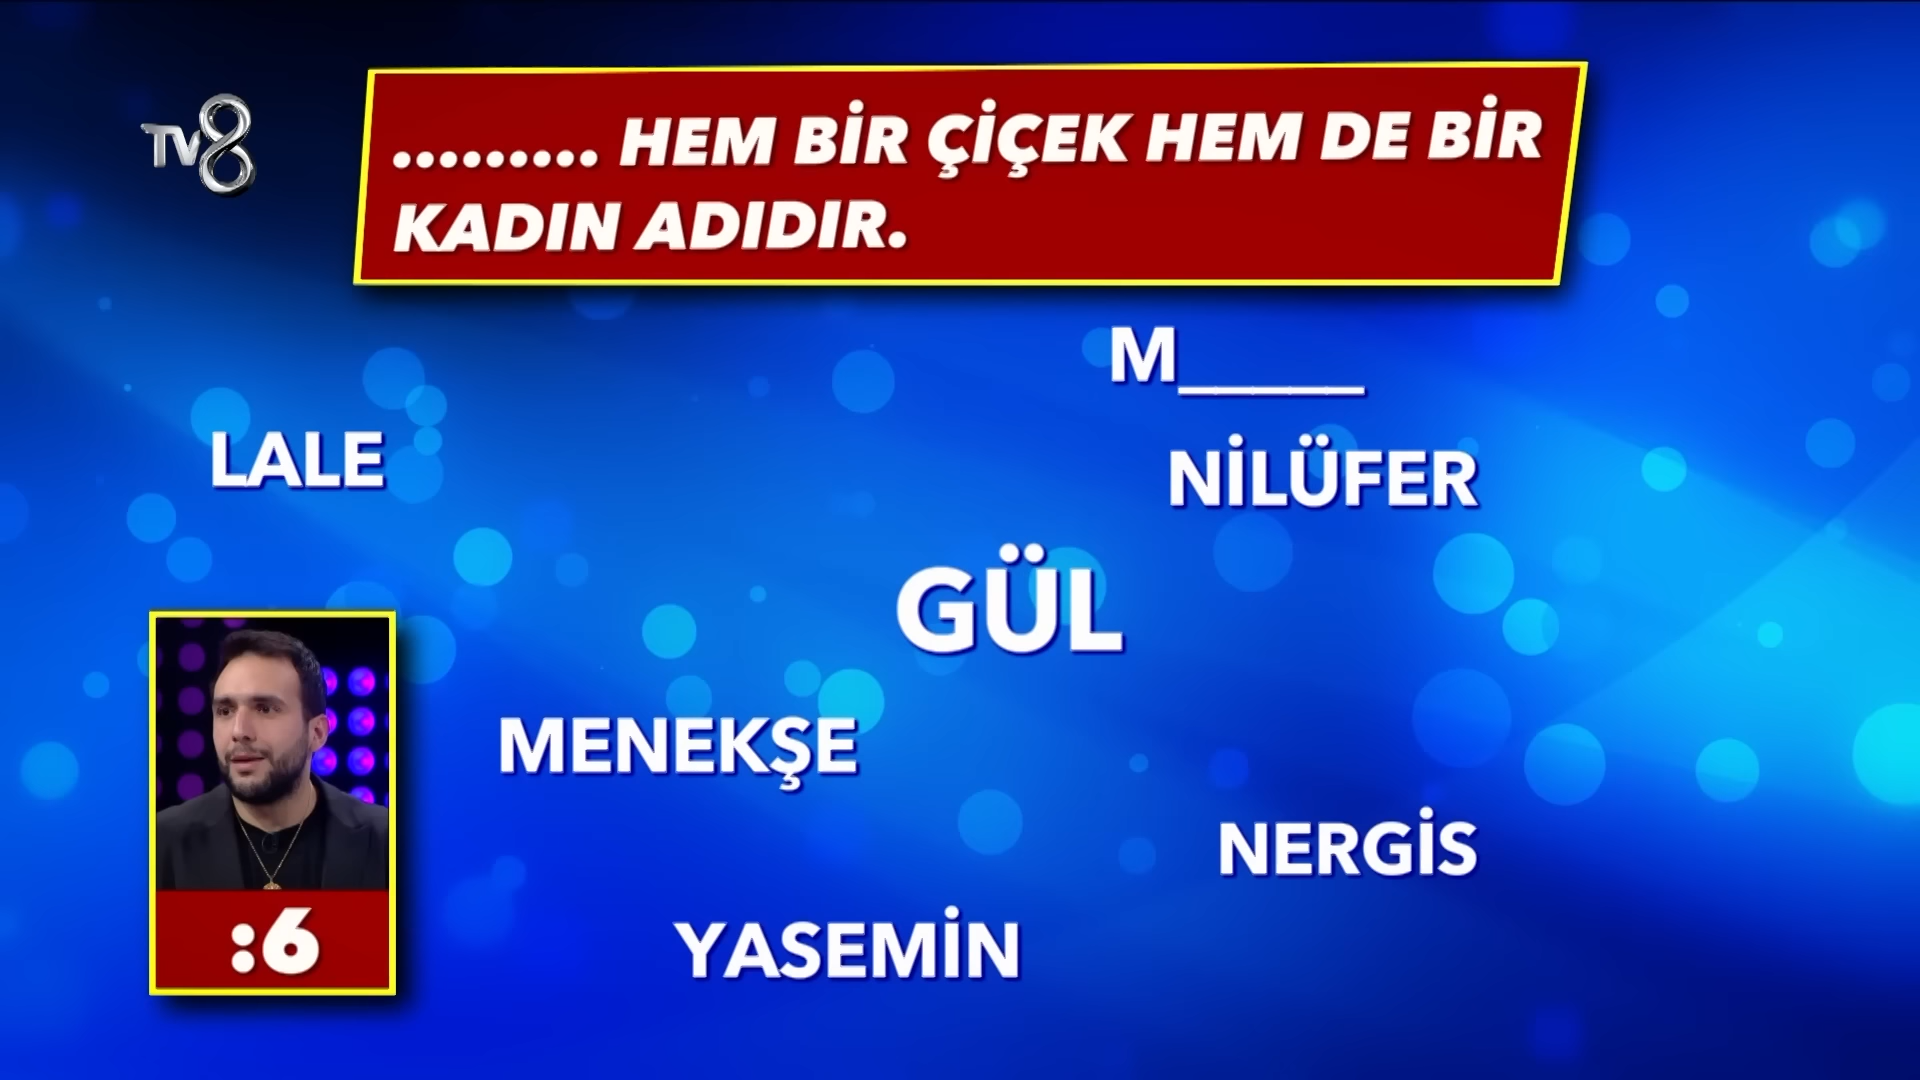 TV8
......... HEM BİR ÇİÇEK HEM DE BİR
KADIN ADIDIR.
M_____
LALE
NİLÜFER
GÜL
MENEKŞE
NERGİS
YASEMİN
:6